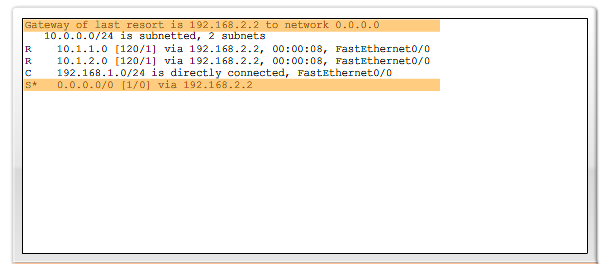 Gateway of last resort is 192.168.2.2 to network 0.0.0.0
10.0.0.0/24 is subnetted, 2 subnets
R 10.1.1.0 [120/1] via 192.168.2.2, 00:00:08, FastEthernet0/0
R 10.1.2.0 [120/1] via 192.168.2.2, 00:00:08, FastEthernet0/0
C 192.168.1.0/24 is directly connected, FastEthernet0/0
S* 0.0.0.0/0 [1/0] via 192.168.2.2